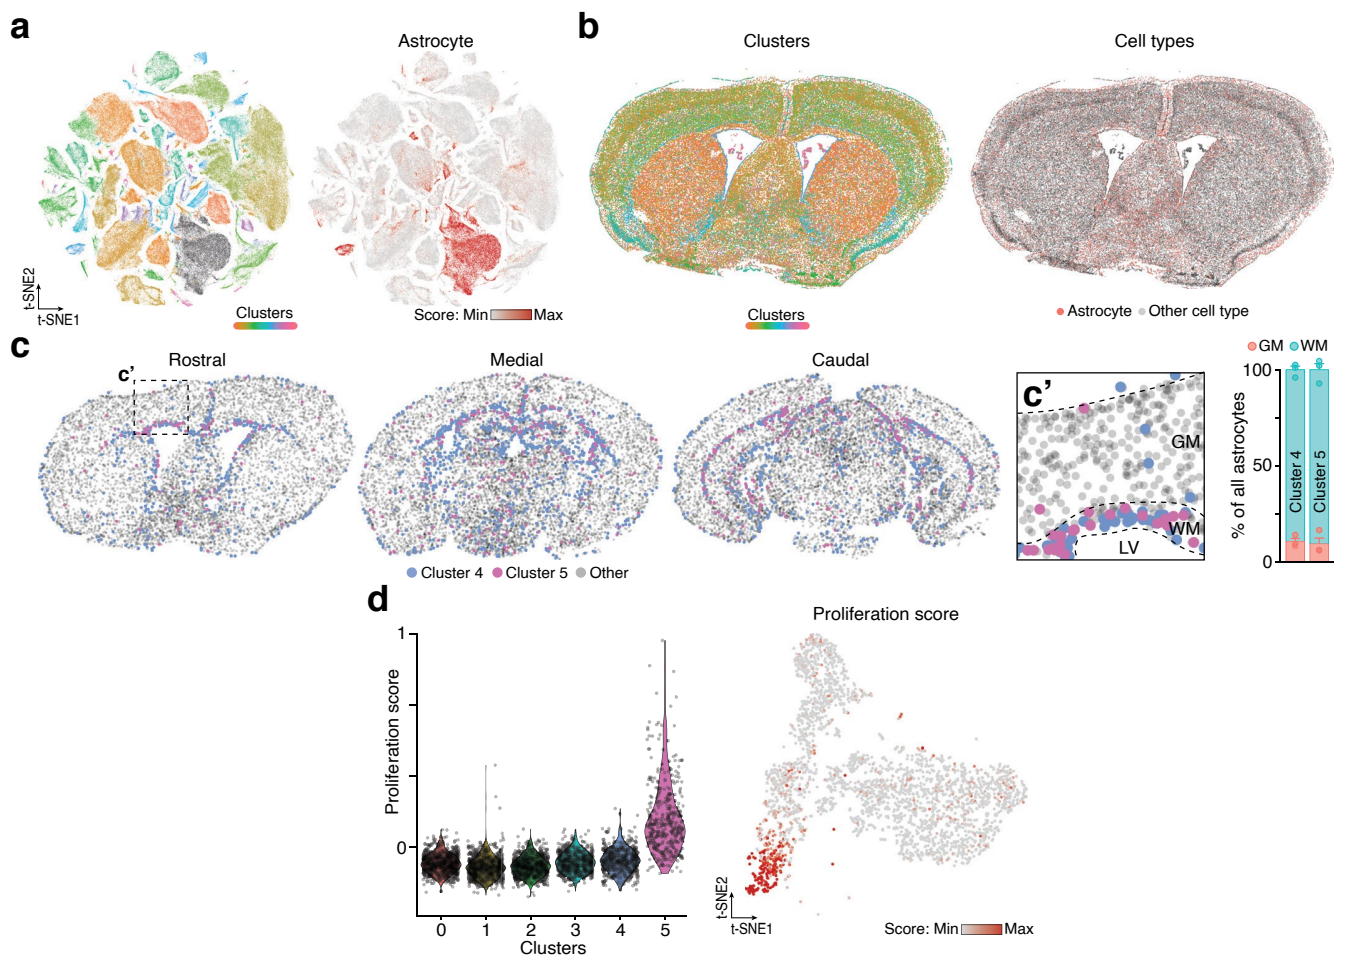 a
Astrocyte
t-SNE2
t-SNE1
Clusters
Score: Min Max
b
Clusters
Cell types
Clusters
Astrocyte Other cell type
c
Rostral
Medial
Caudal
c'
Cluster 4 Cluster 5 Other
c'
GM
WM
LV
GM WM
% of all astrocytes
100
50
0
Cluster 4
Cluster 5
d
Proliferation score
1
0
0 1 2 3 4 5
Clusters
Proliferation score
t-SNE2
t-SNE1
Score: Min Max